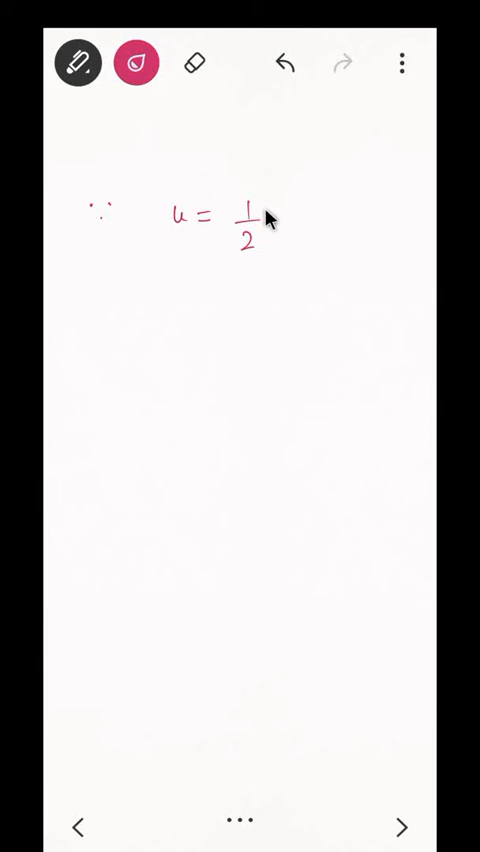 ∵ u = 1/2